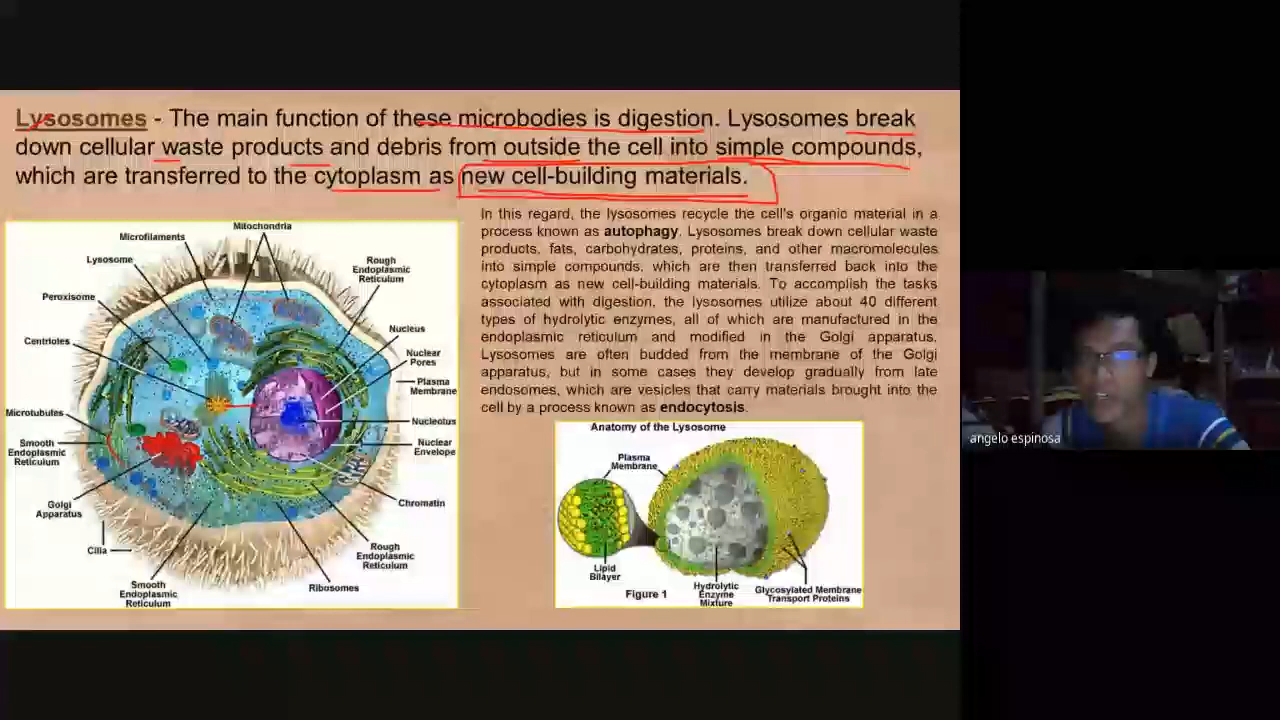 Lysosomes - The main function of these microbodies is digestion. Lysosomes break
down cellular waste products and debris from outside the cell into simple compounds,
which are transferred to the cytoplasm as new cell-building materials.
In this regard, the lysosomes recycle the cell's organic material in a
process known as autophagy. Lysosomes break down cellular waste
products, fats, carbohydrates, proteins, and other macromolecules
into simple compounds, which are then transferred back into the
cytoplasm as new cell-building materials. To accomplish the tasks
associated with digestion, the lysosomes utilize about 40 different
types of hydrolytic enzymes, all of which are manufactured in the
endoplasmic reticulum and modified in the Golgi apparatus.
Lysosomes are often budded from the membrane of the Golgi
apparatus, but in some cases they develop gradually from late
endosomes, which are vesicles that carry materials brought into the
cell by a process known as endocytosis.
Mitochondria
Microfilaments
Lysosome
Rough
Endoplasmic
Reticulum
Peroxisome
Nucleus
Centrioles
Nuclear
Pores
Plasma
Membrane
Microtubules
Nucleolus
Smooth
Endoplasmic
Reticulum
Nuclear
Envelope
Golgi
Apparatus
Chromatin
Cilia
Rough
Endoplasmic
Reticulum
Smooth
Endoplasmic
Reticulum
Ribosomes
Anatomy of the Lysosome
Plasma
Membrane
Lipid
Bilayer
Figure 1
Hydrolytic
Enzyme
Mixture
Glycosylated Membrane
Transport Proteins
angelo espinosa